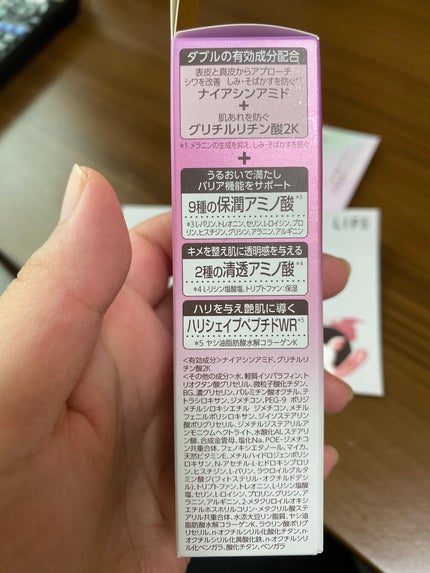 ダブルの有効成分配合
表皮と真皮からアプローチ
シワを改善 しみ・そばかすを防ぐ*1
ナイアシンアミド
+
肌あれを防ぐ
グリチルリチン酸2K
*1 メラニンの生成を抑え、しみ・そばかすを防ぐ
+
うるおいで満たし
バリア機能をサポート
9種の保潤アミノ酸*3
*3 L-バリン、トレオニン、セリン、L-ロイシン、プロ
リン、ヒスチジン、グリシン、アラニン、アルギニン
キメを整え肌に透明感を与える
2種の清透アミノ酸*4
*4 L-リシン塩酸塩、トリプトファン:保湿
ハリを与え艶肌に導く
ハリシェイプペプチドWR*5
*5 ヤシ油脂肪酸水解コラーゲンK
<有効成分>ナイアシンアミド、グリチルリ
チン酸2K
<その他の成分>水、軽質イソパラフィン、ト
リオクタン酸グリセリル、微粒子酸化チタン、
BG、濃グリセリン、パルミチン酸オクチル、テ
トラシロキサン、ジメチコン、PEG-9 ポリジ
メチルシロキシエチル ジメチコン、メチル
フェニルポリシロキサン、ジイソステアリン
酸ポリグリセリル、ジメチルジステアリルア
ンモニウムヘクトライト、水酸化Al、ステアリ
ン酸、合成金雲母、塩化Na、POE・ジメチコ
ン共重合体、フェノキシエタノール、マイカ、
天然ビタミンE、メチルハイドロジェンポリシ
ロキサン、N-アセチル-L-ヒドロキシプロリ
ン、ヒスチジン、L-バリン、ラウロイルグルタ
ミン酸ジ(フィトステリル・オクチルドデシ
ル)、トリプトファン、トレオニン、L-リシン塩酸
塩、セリン、L-ロイシン、プロリン、グリシン、ア
ラニン、アルギニン、2-メタクリロイルオキシ
エチルホスホリルコリン・メタクリル酸ステ
アリル共重合体、水添大豆リン脂質、ヤシ油
脂肪酸水解コラーゲンK、ラウリン酸ポリグ
リセリル、n-オクチルシリル化酸化チタン、n-
オクチルシリル化黄酸化鉄、n-オクチルシリ
ル化ベンガラ、酸化チタン、ベンガラ
LIPS